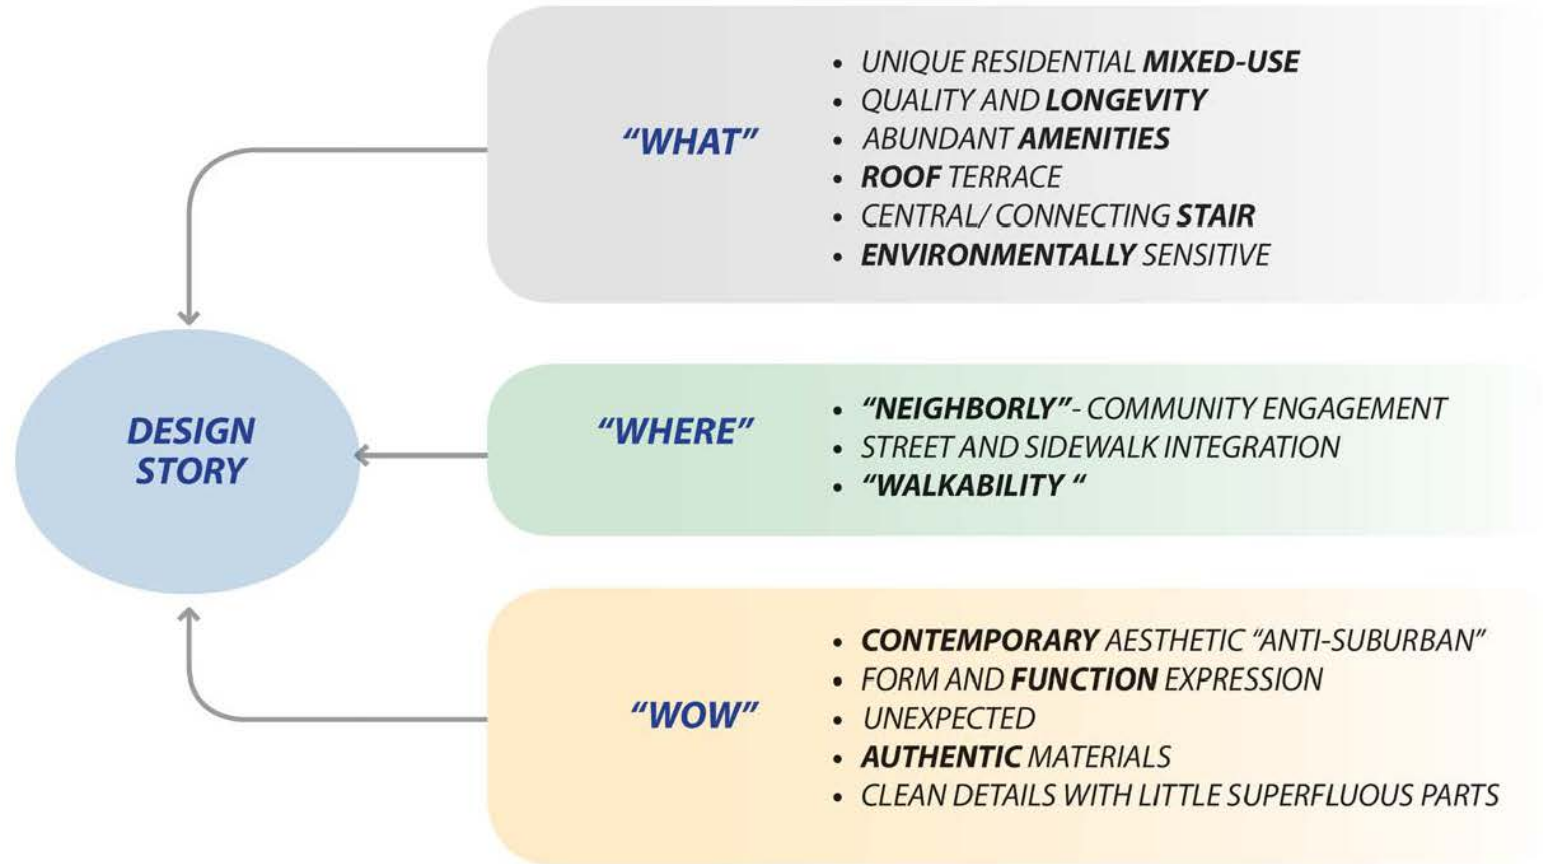 “WHAT”
• UNIQUE RESIDENTIAL MIXED-USE
• QUALITY AND LONGEVITY
• ABUNDANT AMENITIES
• ROOF TERRACE
• CENTRAL/ CONNECTING STAIR
• ENVIRONMENTALLY SENSITIVE
DESIGN
STORY
“WHERE”
• “NEIGHBORLY”- COMMUNITY ENGAGEMENT
• STREET AND SIDEWALK INTEGRATION
• “WALKABILITY “
“WOW”
• CONTEMPORARY AESTHETIC “ANTI-SUBURBAN”
• FORM AND FUNCTION EXPRESSION
• UNEXPECTED
• AUTHENTIC MATERIALS
• CLEAN DETAILS WITH LITTLE SUPERFLUOUS PARTS